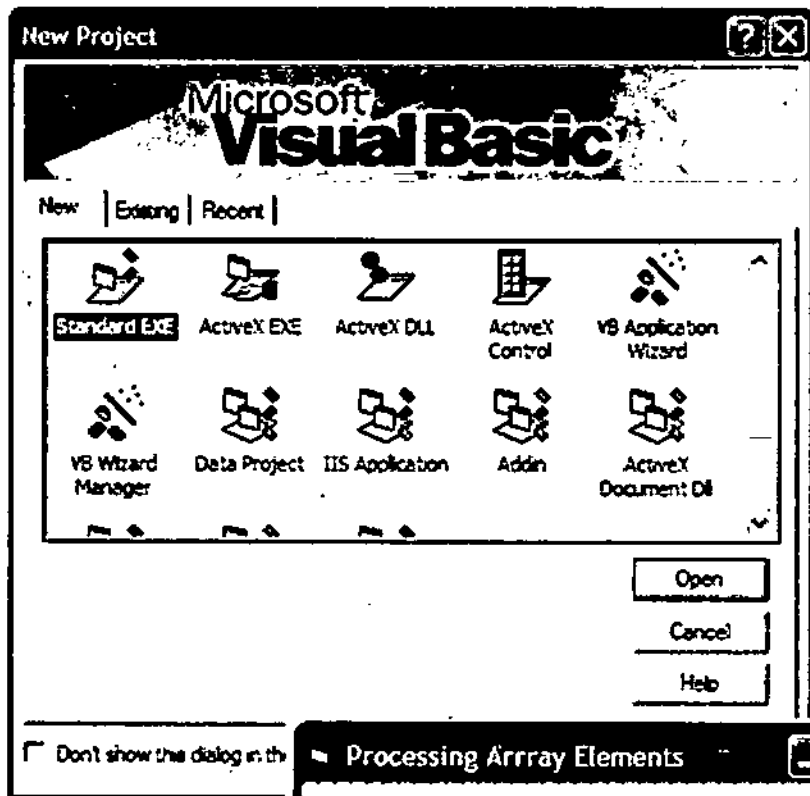 New Project
Microsoft
Visual Basic
New Existing Recent
Standard EXE ActiveX EXE ActiveX DLL ActiveX Control VB Application Wizard
VB Wizard Manager Data Project IIS Application Addin ActiveX Document Dll
Open
Cancel
Help
Don't show this dialog in the
Processing Arrray Elements